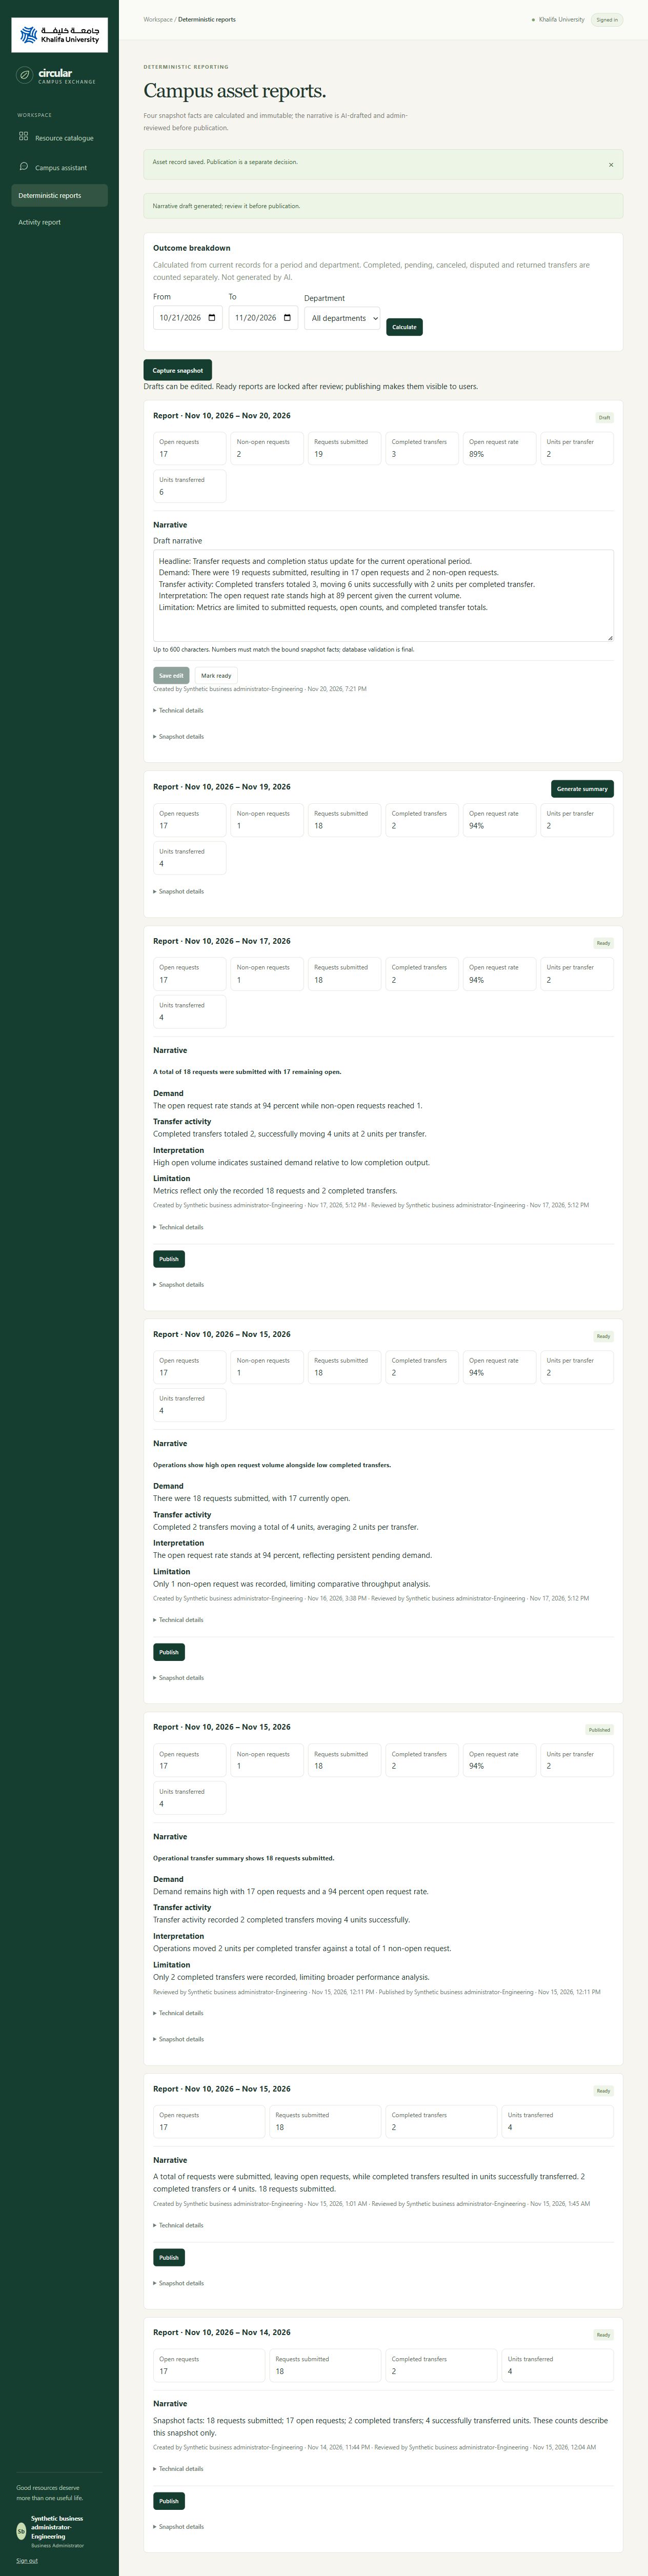 جامعة خليفة
Khalifa University
circular
CAMPUS EXCHANGE
WORKSPACE
Resource catalogue
Campus assistant
Deterministic reports
Activity report
Good resources deserve
more than one useful life.
Sb
Synthetic business
administrator-
Engineering
Business Administrator
Sign out
Workspace / Deterministic reports
Khalifa University
Signed in
DETERMINISTIC REPORTING
Campus asset reports.
Four snapshot facts are calculated and immutable; the narrative is AI-drafted and admin-
reviewed before publication.
Asset record saved. Publication is a separate decision.
×
Narrative draft generated; review it before publication.
Outcome breakdown
Calculated from current records for a period and department. Completed, pending, canceled, disputed and returned transfers are
counted separately. Not generated by AI.
From To Department
10/21/2026 11/20/2026 All departments Calculate
Capture snapshot
Drafts can be edited. Ready reports are locked after review; publishing makes them visible to users.
Report · Nov 10, 2026 – Nov 20, 2026 Draft
Open requests Non-open requests Requests submitted Completed transfers Open request rate Units per transfer
17 2 19 3 89% 2
Units transferred
6
Narrative
Draft narrative
Headline: Transfer requests and completion status update for the current operational period.
Demand: There were 19 requests submitted, resulting in 17 open requests and 2 non-open requests.
Transfer activity: Completed transfers totaled 3, moving 6 units successfully with 2 units per completed transfer.
Interpretation: The open request rate stands high at 89 percent given the current volume.
Limitation: Metrics are limited to submitted requests, open counts, and completed transfer totals.
Up to 600 characters. Numbers must match the bound snapshot facts; database validation is final.
Save edit Mark ready
Created by Synthetic business administrator-Engineering · Nov 20, 2026, 7:21 PM
Technical details
Snapshot details
Report · Nov 10, 2026 – Nov 19, 2026 Generate summary
Open requests Non-open requests Requests submitted Completed transfers Open request rate Units per transfer
17 1 18 2 94% 2
Units transferred
4
Snapshot details
Report · Nov 10, 2026 – Nov 17, 2026 Ready
Open requests Non-open requests Requests submitted Completed transfers Open request rate Units per transfer
17 1 18 2 94% 2
Units transferred
4
Narrative
A total of 18 requests were submitted with 17 remaining open.
Demand
The open request rate stands at 94 percent while non-open requests reached 1.
Transfer activity
Completed transfers totaled 2, successfully moving 4 units at 2 units per transfer.
Interpretation
High open volume indicates sustained demand relative to low completion output.
Limitation
Metrics reflect only the recorded 18 requests and 2 completed transfers.
Created by Synthetic business administrator-Engineering · Nov 17, 2026, 5:12 PM · Reviewed by Synthetic business administrator-Engineering · Nov 17, 2026, 5:12 PM
Technical details
Publish
Snapshot details
Report · Nov 10, 2026 – Nov 15, 2026 Ready
Open requests Non-open requests Requests submitted Completed transfers Open request rate Units per transfer
17 1 18 2 94% 2
Units transferred
4
Narrative
Operations show high open request volume alongside low completed transfers.
Demand
There were 18 requests submitted, with 17 currently open.
Transfer activity
Completed 2 transfers moving a total of 4 units, averaging 2 units per transfer.
Interpretation
The open request rate stands at 94 percent, reflecting persistent pending demand.
Limitation
Only 1 non-open request was recorded, limiting comparative throughput analysis.
Created by Synthetic business administrator-Engineering · Nov 16, 2026, 3:38 PM · Reviewed by Synthetic business administrator-Engineering · Nov 17, 2026, 5:12 PM
Technical details
Publish
Snapshot details
Report · Nov 10, 2026 – Nov 15, 2026 Published
Open requests Non-open requests Requests submitted Completed transfers Open request rate Units per transfer
17 1 18 2 94% 2
Units transferred
4
Narrative
Operational transfer summary shows 18 requests submitted.
Demand
Demand remains high with 17 open requests and a 94 percent open request rate.
Transfer activity
Transfer activity recorded 2 completed transfers moving 4 units successfully.
Interpretation
Operations moved 2 units per completed transfer against a total of 1 non-open request.
Limitation
Only 2 completed transfers were recorded, limiting broader performance analysis.
Reviewed by Synthetic business administrator-Engineering · Nov 15, 2026, 12:11 PM · Published by Synthetic business administrator-Engineering · Nov 15, 2026, 12:11 PM
Technical details
Snapshot details
Report · Nov 10, 2026 – Nov 15, 2026 Ready
Open requests Requests submitted Completed transfers Units transferred
17 18 2 4
Narrative
A total of requests were submitted, leaving open requests, while completed transfers resulted in units successfully transferred. 2
completed transfers or 4 units. 18 requests submitted.
Created by Synthetic business administrator-Engineering · Nov 15, 2026, 1:01 AM · Reviewed by Synthetic business administrator-Engineering · Nov 15, 2026, 1:45 AM
Technical details
Publish
Snapshot details
Report · Nov 10, 2026 – Nov 14, 2026 Ready
Open requests Requests submitted Completed transfers Units transferred
17 18 2 4
Narrative
Snapshot facts: 18 requests submitted; 17 open requests; 2 completed transfers; 4 successfully transferred units. These counts describe
this snapshot only.
Created by Synthetic business administrator-Engineering · Nov 14, 2026, 11:44 PM · Reviewed by Synthetic business administrator-Engineering · Nov 15, 2026, 12:04 AM
Technical details
Publish
Snapshot details